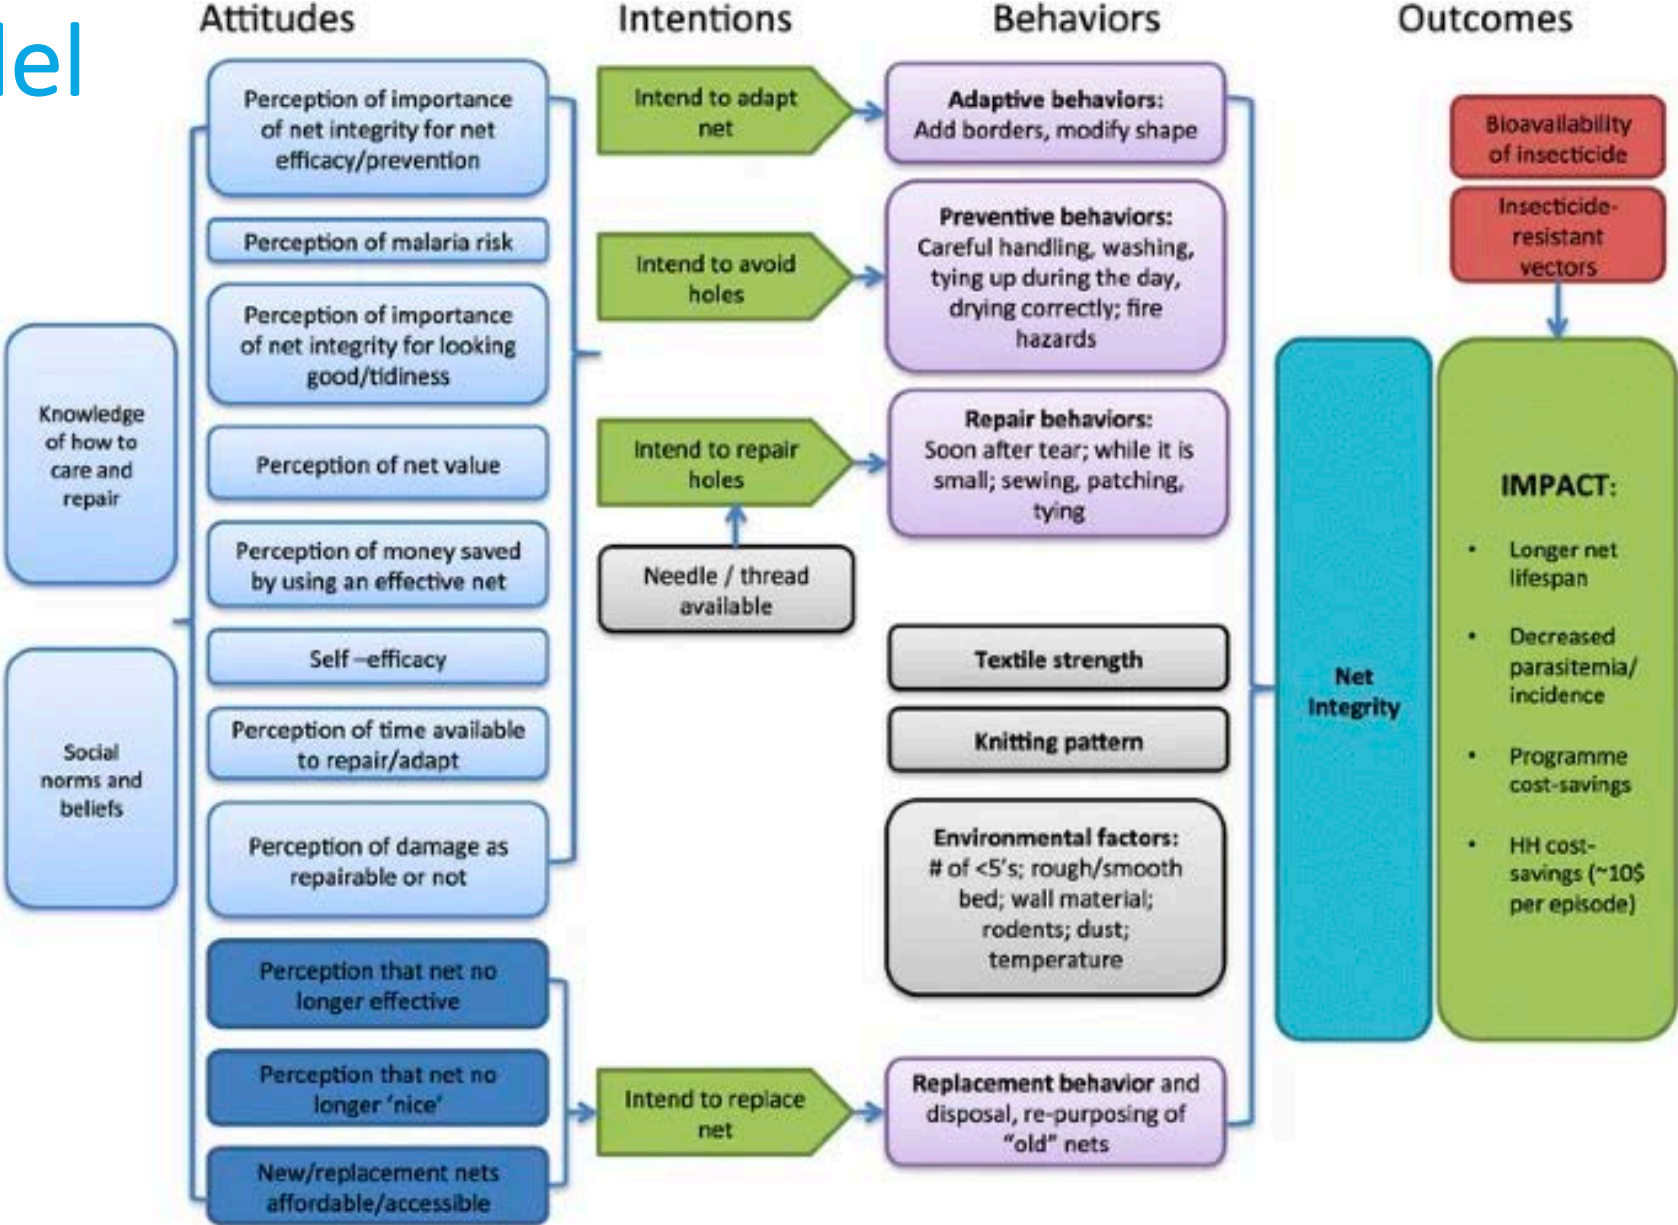 del
Attitudes
Intentions
Behaviors
Outcomes
Knowledge
of how to
care and
repair
Social
norms and
beliefs
Perception of importance
of net integrity for net
efficacy/prevention
Perception of malaria risk
Perception of importance
of net integrity for looking
good/tidiness
Perception of net value
Perception of money saved
by using an effective net
Self –efficacy
Perception of time available
to repair/adapt
Perception of damage as
repairable or not
Perception that net no
longer effective
Perception that net no
longer ‘nice’
New/replacement nets
affordable/accessible
Intend to adapt
net
Intend to avoid
holes
Intend to repair
holes
Needle / thread
available
Intend to replace
net
Adaptive behaviors:
Add borders, modify shape
Preventive behaviors:
Careful handling, washing,
tying up during the day,
drying correctly; fire
hazards
Repair behaviors:
Soon after tear; while it is
small; sewing, patching,
tying
Textile strength
Knitting pattern
Environmental factors:
# of <5’s; rough/smooth
bed; wall material;
rodents; dust;
temperature
Replacement behavior and
disposal, re-purposing of
“old” nets
Net
Integrity
Bioavailability
of insecticide
Insecticide-
resistant
vectors
IMPACT:
• Longer net
lifespan
• Decreased
parasitemia/
incidence
• Programme
cost-savings
• HH cost-
savings (~10$
per episode)